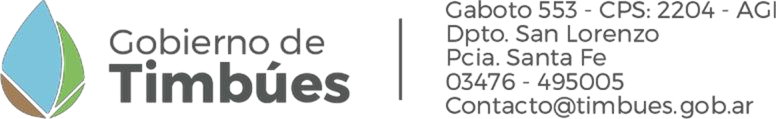 Gobierno de
Timbúes
Gaboto 553 - CPS: 2204 - AGI
Dpto. San Lorenzo
Pcia. Santa Fe
03476 - 495005
Contacto@timbues.gob.ar